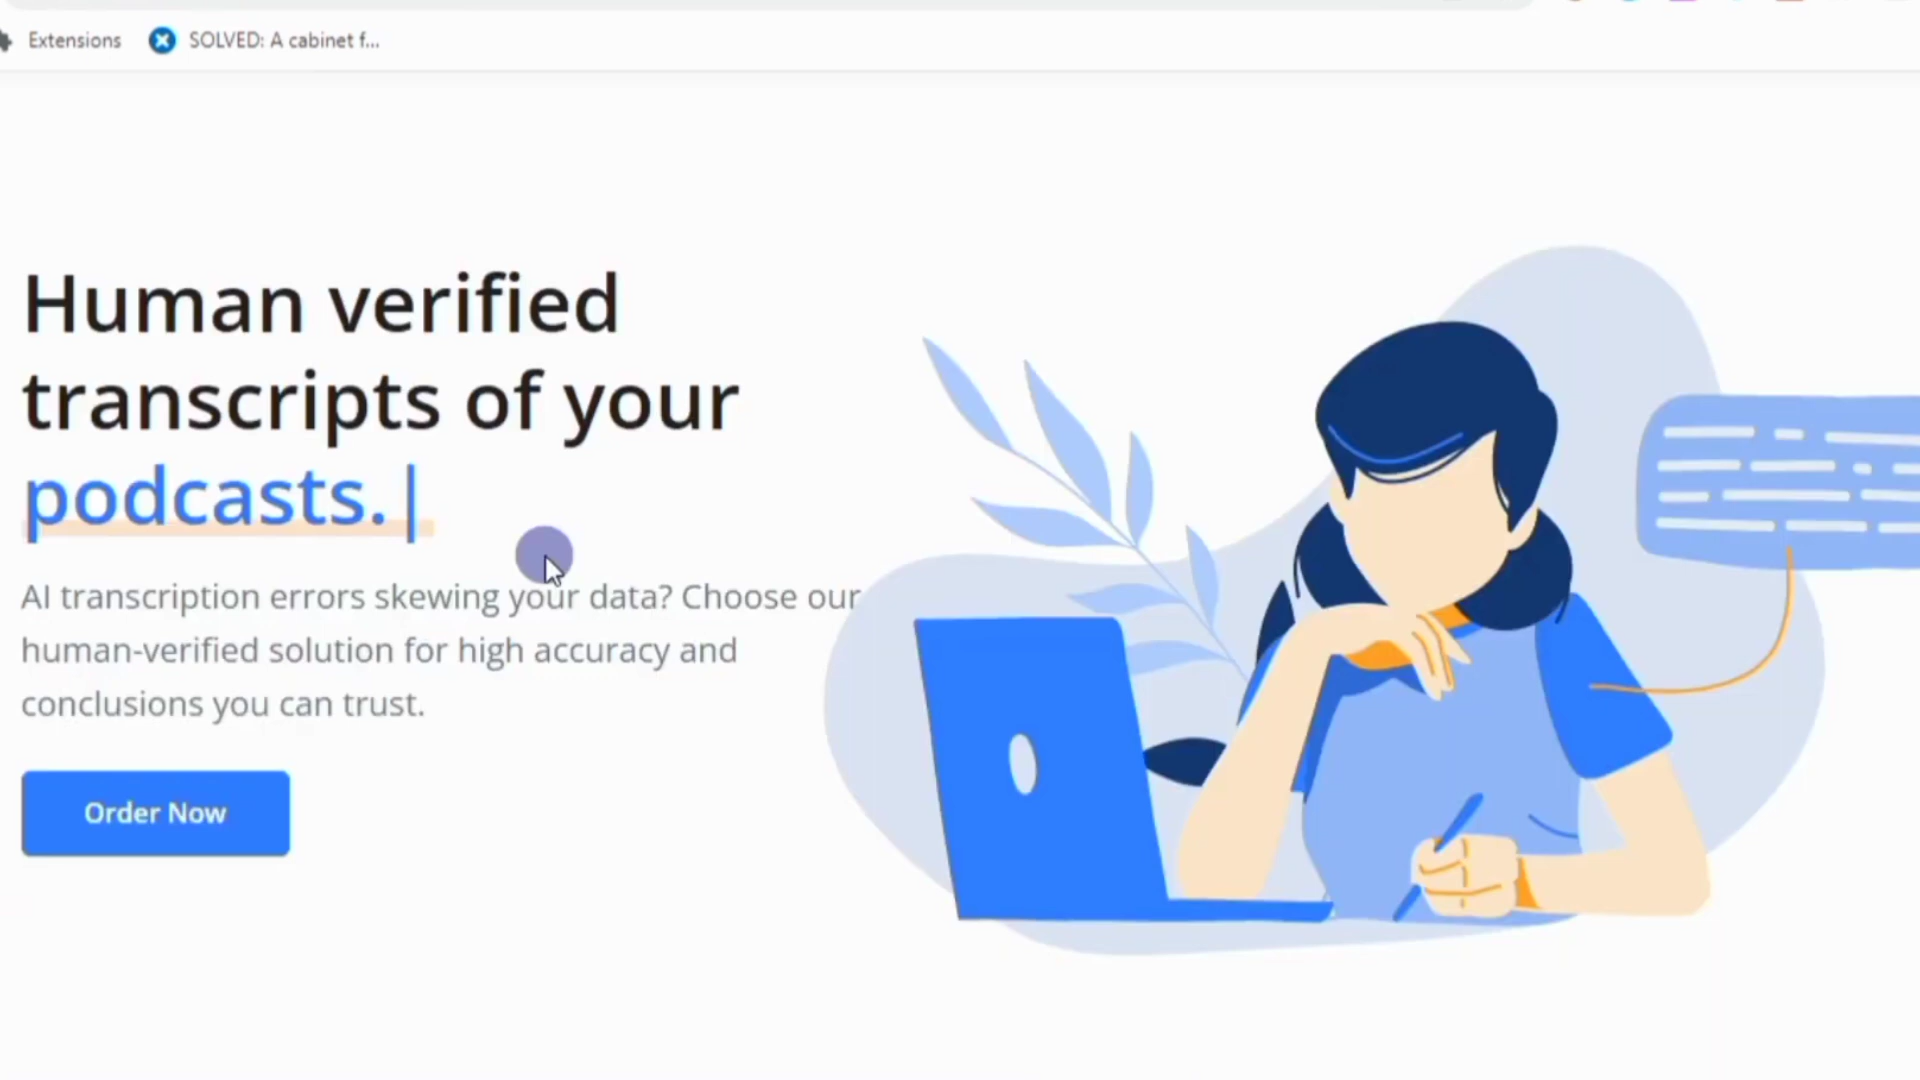 Extensions
SOLVED: A cabinet f...
Human verified
transcripts of your
podcasts.|
AI transcription errors skewing your data? Choose our
human-verified solution for high accuracy and
conclusions you can trust.
Order Now